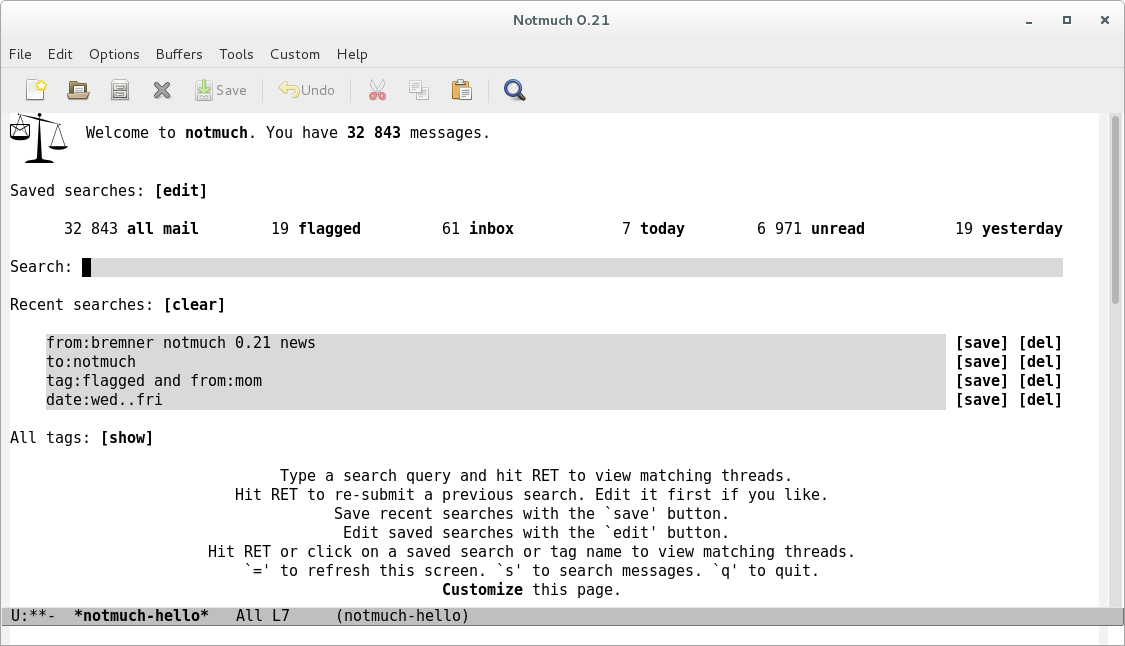 Notmuch 0.21
File Edit Options Buffers Tools Custom Help
Save Undo
Welcome to notmuch. You have 32 843 messages.
Saved searches: [edit]
32 843 all mail 19 flagged 61 inbox 7 today 6 971 unread 19 yesterday
Search:
Recent searches: [clear]
from:bremner notmuch 0.21 news [save] [del]
to:notmuch [save] [del]
tag:flagged and from:mom [save] [del]
date:wed..fri [save] [del]
All tags: [show]
Type a search query and hit RET to view matching threads.
Hit RET to re-submit a previous search. Edit it first if you like.
Save recent searches with the `save' button.
Edit saved searches with the `edit' button.
Hit RET or click on a saved search or tag name to view matching threads.
`=' to refresh this screen. `s' to search messages. `q' to quit.
Customize this page.
U:**- *notmuch-hello* All L7 (notmuch-hello)